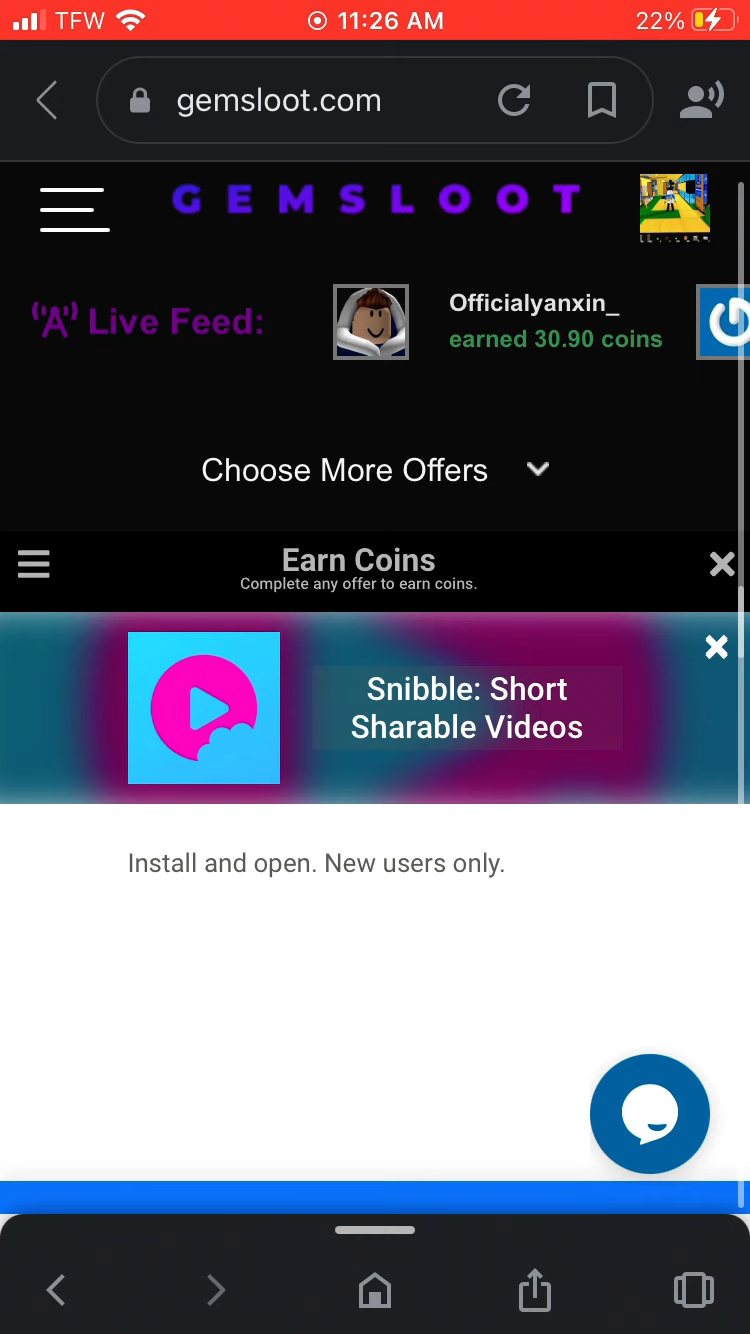 TFW 11:26 AM 22%
gemsloot.com
GEMSLOOT
Live Feed:
Officialyanxin_
earned 30.90 coins
Choose More Offers
Earn Coins
Complete any offer to earn coins.
Snibble: Short
Sharable Videos
Install and open. New users only.